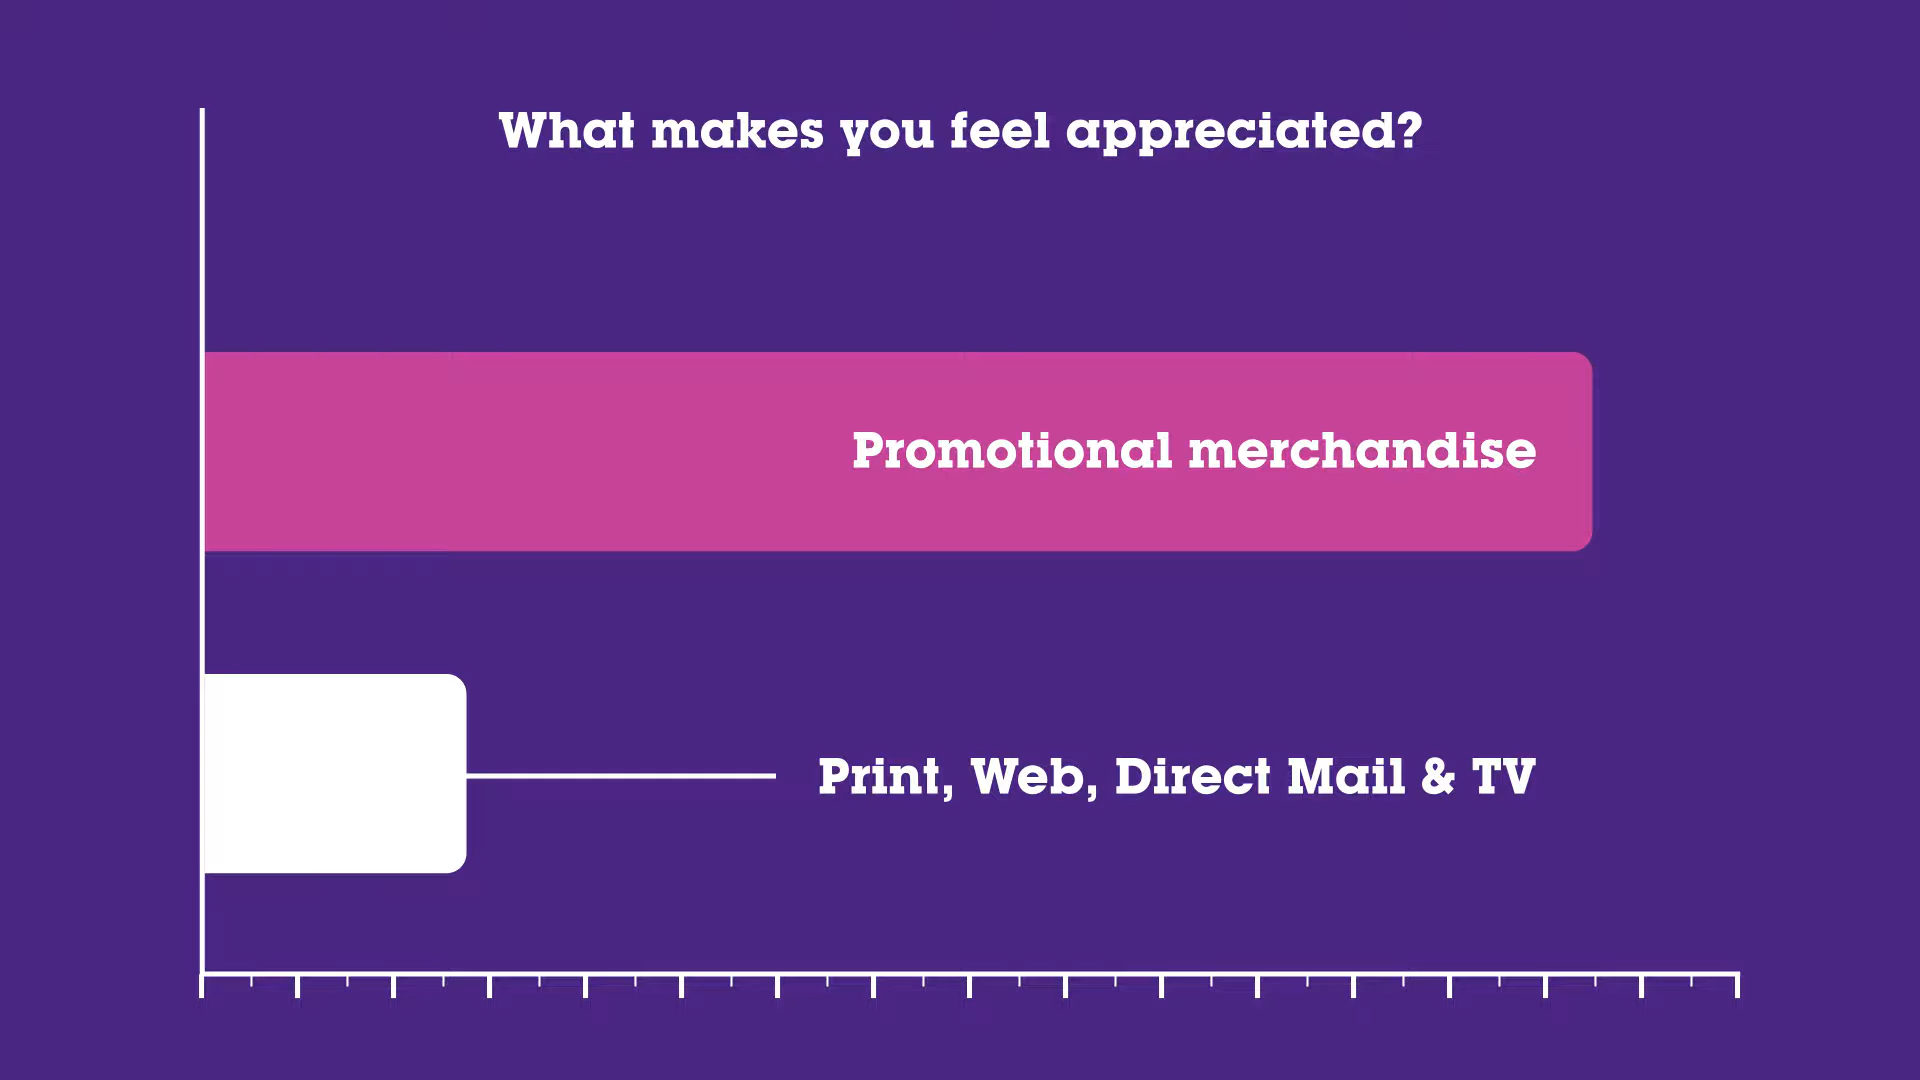 What makes you feel appreciated?
Promotional merchandise
Print, Web, Direct Mail & TV